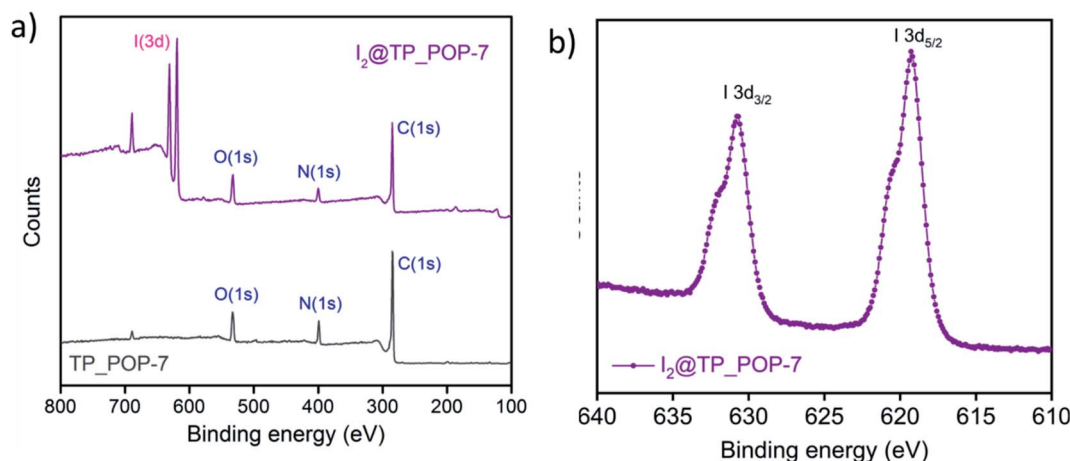 a)
I(3d)
I₂@TP_POP-7
C(1s)
O(1s)
N(1s)
C(1s)
O(1s)
N(1s)
TP_POP-7
Counts
800 700 600 500 400 300 200 100
Binding energy (eV)
b)
I 3d₅/₂
I 3d₃/₂
I₂@TP_POP-7
640 635 630 625 620 615 610
Binding energy (eV)